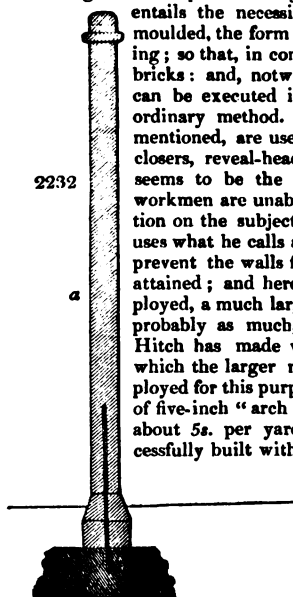 entails the necessi
moulded, the form
ing; so that, in con
bricks: and, notw
can be executed i
ordinary method.
mentioned, are use
closers, reveal-hea
2232
seems to be the
workmen are unab
tion on the subject
uses what he calls
prevent the walls
a
attained; and here
ployed, a much lar
probably as much,
Hitch has made
which the larger
ployed for this purp
of five-inch “ arch
about 5s. per yar
cessfully built with